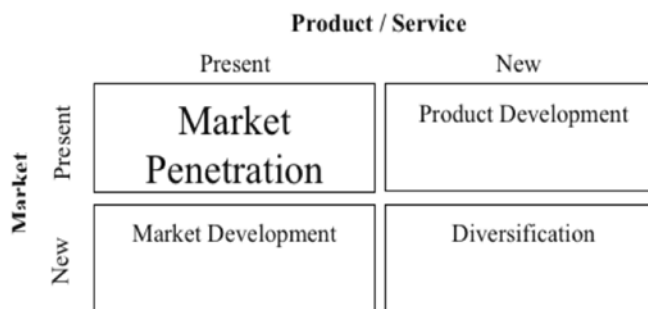 Product / Service
Present New
Market
Present
Market
Penetration
Product Development
New
Market Development
Diversification